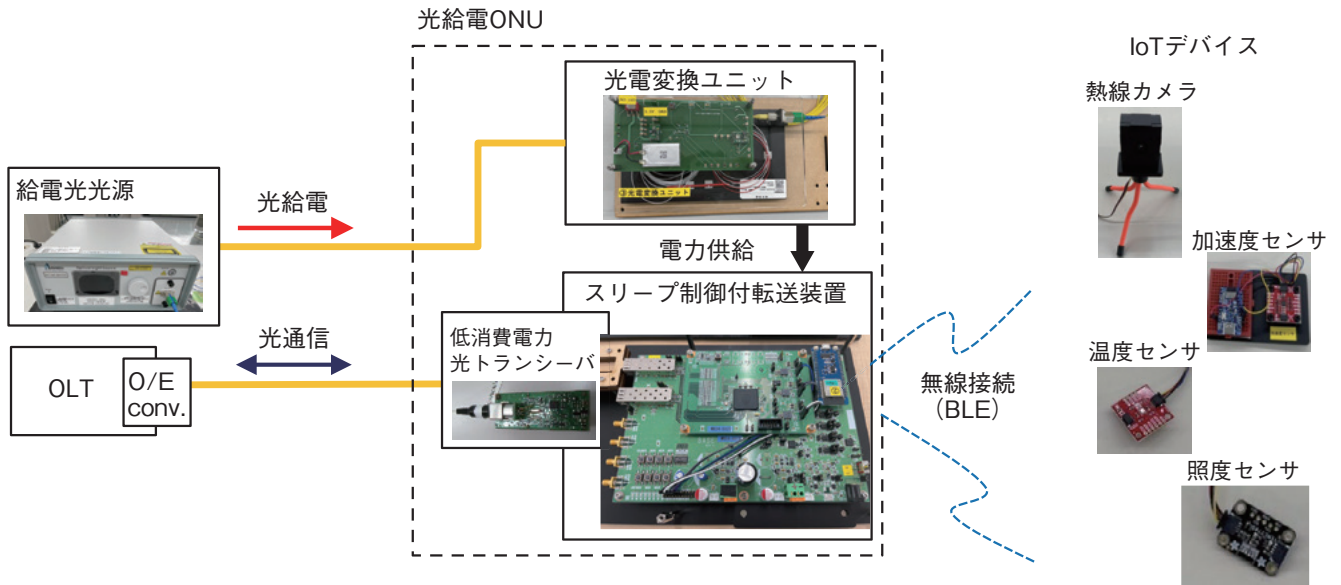 光給電ONU
IoTデバイス
光電変換ユニット
熱線カメラ
給電光光源
光給電
電力供給
加速度センサ
スリープ制御付転送装置
光通信
低消費電力
光トランシーバ
温度センサ
OLT
O/E
conv.
無線接続
(BLE)
照度センサ